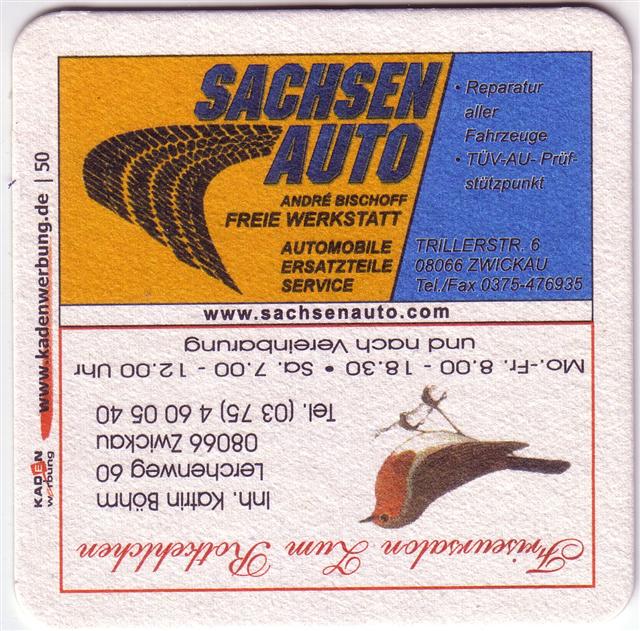 SACHSEN
AUTO
ANDRÉ BISCHOFF
FREIE WERKSTATT
AUTOMOBILE
ERSATZTEILE
SERVICE
• Reparatur
aller
Fahrzeuge
• TÜV-AU- Prüf-
stützpunkt
TRILLERSTR. 6
08066 ZWICKAU
Tel./Fax 0375-476935
www.sachsenauto.com
Friseursalon Zum Rotkehlchen
Inh. Katrin Böhm
Lerchenweg 60
08066 Zwickau
Tel. (03 75) 4 60 05 40
Mo.-Fr. 8.00 - 18.30 • Sa. 7.00 - 12.00 Uhr
und nach Vereinbarung
KADEN
werbung
www.kadenwerbung.de | 50